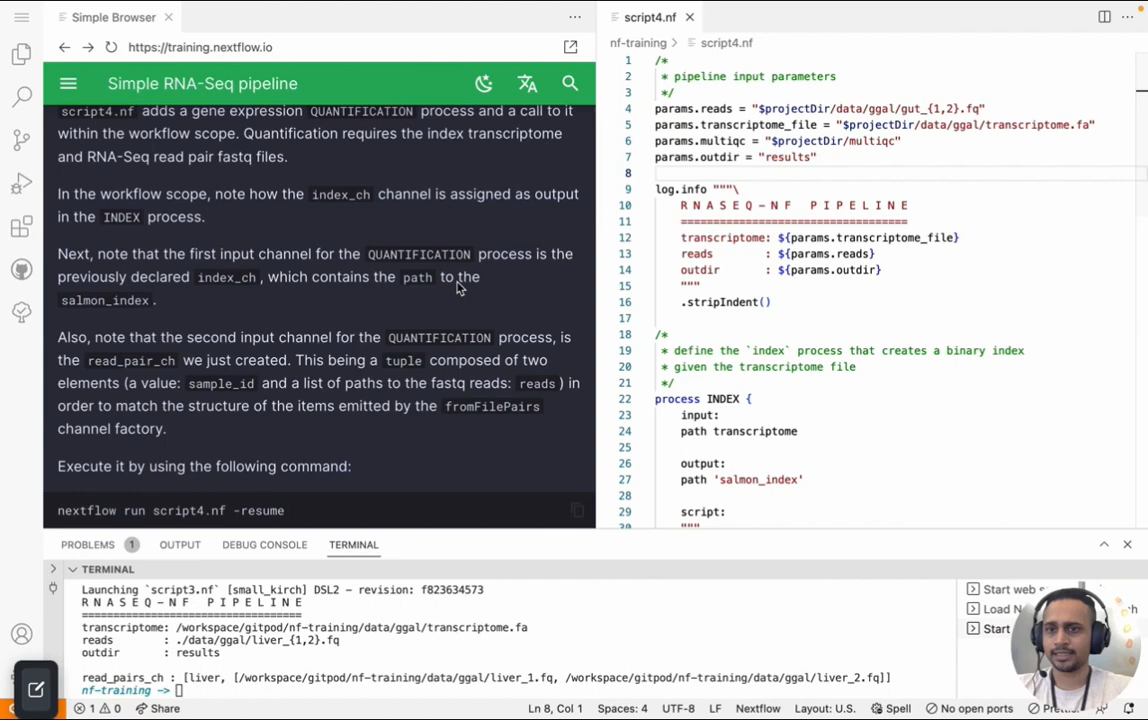 Simple Browser
https://training.nextflow.io
Simple RNA-Seq pipeline
script4.nf adds a gene expression QUANTIFICATION process and a call to it
within the workflow scope. Quantification requires the index transcriptome
and RNA-Seq read pair fastq files.
In the workflow scope, note how the index_ch channel is assigned as output
in the INDEX process.
Next, note that the first input channel for the QUANTIFICATION process is the
previously declared index_ch, which contains the path to the
salmon_index.
Also, note that the second input channel for the QUANTIFICATION process, is
the read_pair_ch we just created. This being a tuple composed of two
elements (a value: sample_id and a list of paths to the fastq reads: reads) in
order to match the structure of the items emitted by the fromFilePairs
channel factory.
Execute it by using the following command:
nextflow run script4.nf -resume
script4.nf
nf-training > script4.nf
1 /*
2 * pipeline input parameters
3 */
4 params.reads = "$projectDir/data/ggal/gut_{1,2}.fq"
5 params.transcriptome_file = "$projectDir/data/ggal/transcriptome.fa"
6 params.multiqc = "$projectDir/multiqc"
7 params.outdir = "results"
8
9 log.info """\
10 R N A S E Q - N F   P I P E L I N E
11 ===================================
12 transcriptome: ${params.transcriptome_file}
13 reads        : ${params.reads}
14 outdir       : ${params.outdir}
15 """
16 .stripIndent()
17
18 /*
19 * define the `index` process that creates a binary index
20 * given the transcriptome file
21 */
22 process INDEX {
23 input:
24 path transcriptome
25
26 output:
27 path 'salmon_index'
28
29 script:
30 """
PROBLEMS 1 OUTPUT DEBUG CONSOLE TERMINAL
TERMINAL
Launching `script3.nf` [small_kirch] DSL2 - revision: f823634573
R N A S E Q - N F   P I P E L I N E
===================================
transcriptome: /workspace/gitpod/nf-training/data/ggal/transcriptome.fa
reads        : ./data/ggal/liver_{1,2}.fq
outdir       : results
read_pairs_ch : [liver, [/workspace/gitpod/nf-training/data/ggal/liver_1.fq, /workspace/gitpod/nf-training/data/ggal/liver_2.fq]]
nf-training ->
Start web
Load N
Start
1 0 Share Ln 8, Col 1 Spaces: 4 UTF-8 LF Nextflow Layout: U.S. Spell No open ports